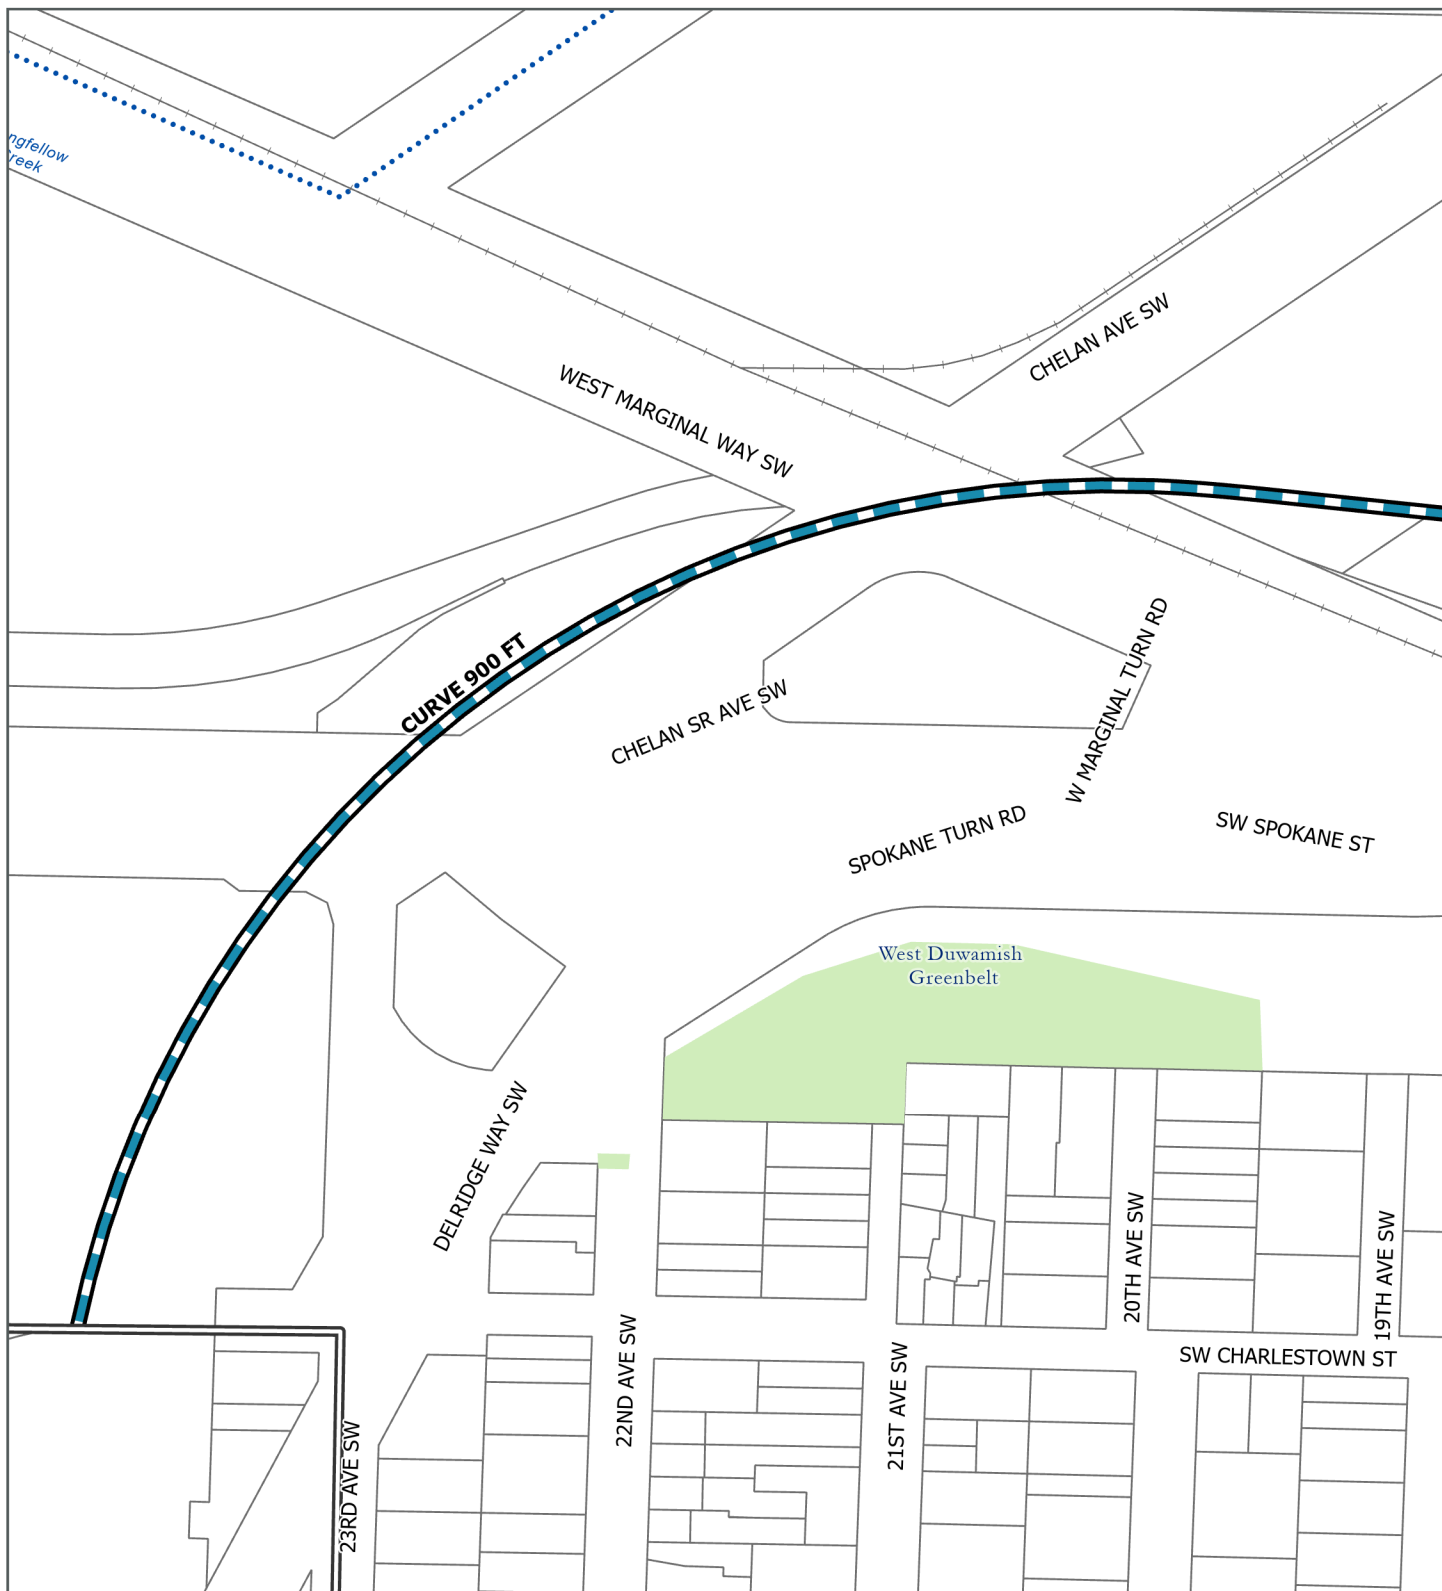 ngfellow
reek
CHELAN AVE SW
WEST MARGINAL WAY SW
CURVE 900 FT
CHELAN SR AVE SW
W MARGINAL TURN RD
SPOKANE TURN RD
SW SPOKANE ST
West Duwamish
Greenbelt
DELRIDGE WAY SW
20TH AVE SW
19TH AVE SW
22ND AVE SW
21ST AVE SW
SW CHARLESTOWN ST
23RD AVE SW